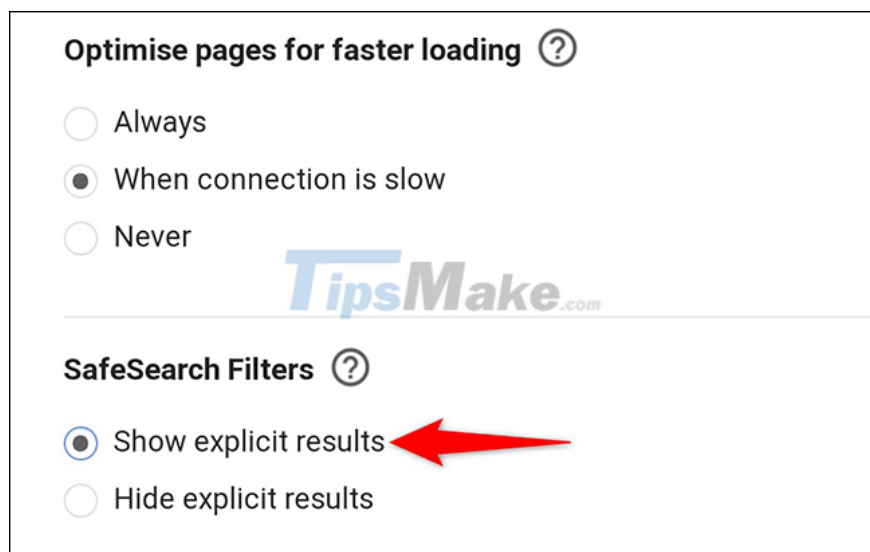 Optimise pages for faster loading ?
Always
When connection is slow
Never
TipsMake.com
SafeSearch Filters ?
Show explicit results
Hide explicit results